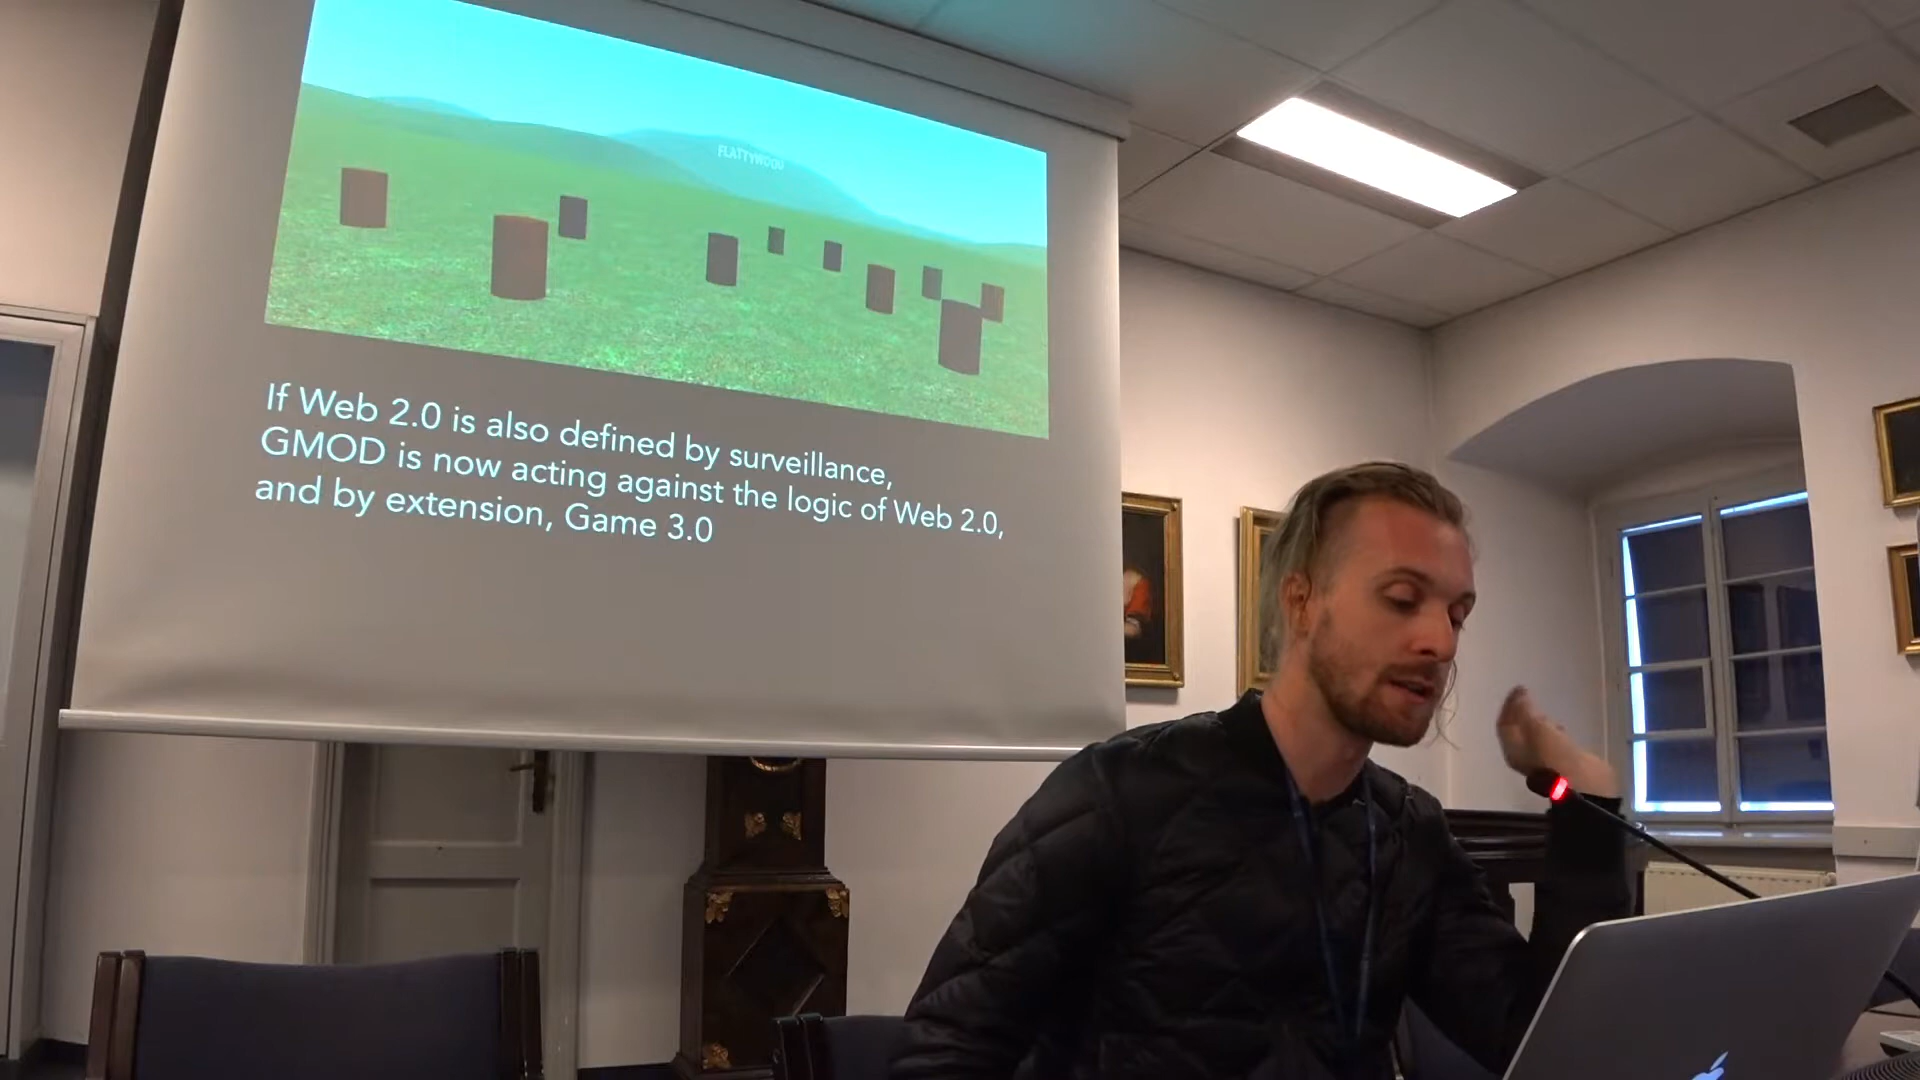 FLATTYWOOD
If Web 2.0 is also defined by surveillance,
GMOD is now acting against the logic of Web 2.0,
and by extension, Game 3.0